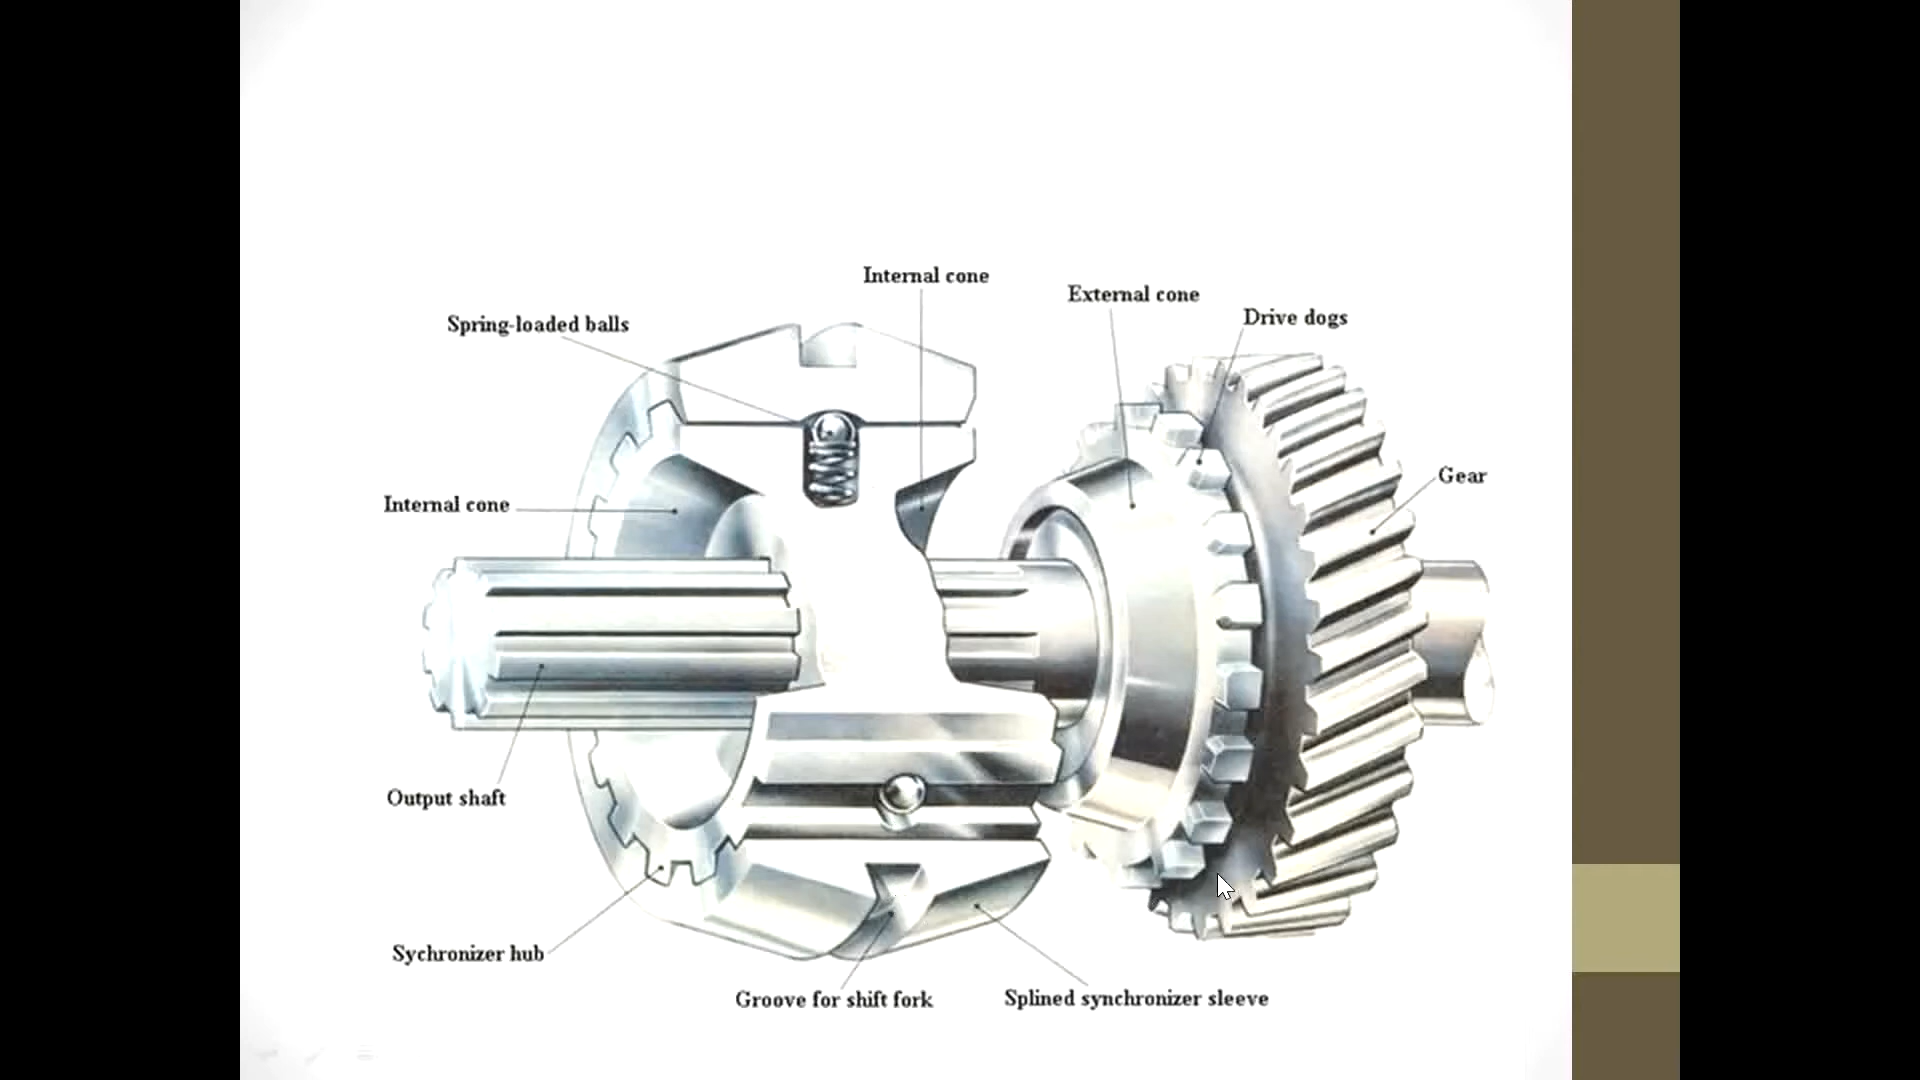 Internal cone
External cone
Drive dogs
Spring-loaded balls
Gear
Internal cone
Output shaft
Sychronizer hub
Groove for shift fork
Splined synchronizer sleeve